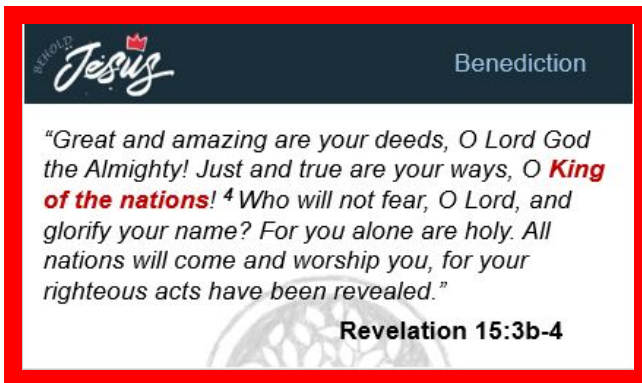 BEHOLD
Jesus
Benediction
“Great and amazing are your deeds, O Lord God
the Almighty! Just and true are your ways, O King
of the nations! 4 Who will not fear, O Lord, and
glorify your name? For you alone are holy. All
nations will come and worship you, for your
righteous acts have been revealed.”
Revelation 15:3b-4